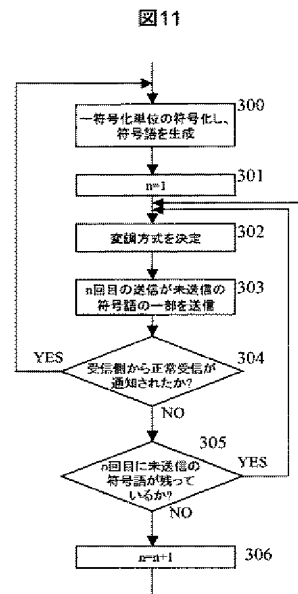 図11
300
一符号化単位の符号化し、
符号語を生成
301
n=1
302
変調方式を決定
303
n回目の送信が未送信の
符号語の一部を送信
304
YES
受信側から正常受信が
通知されたか?
NO
305
n回目に未送信の
符号語が残って
いるか?
YES
NO
n=n+1
306